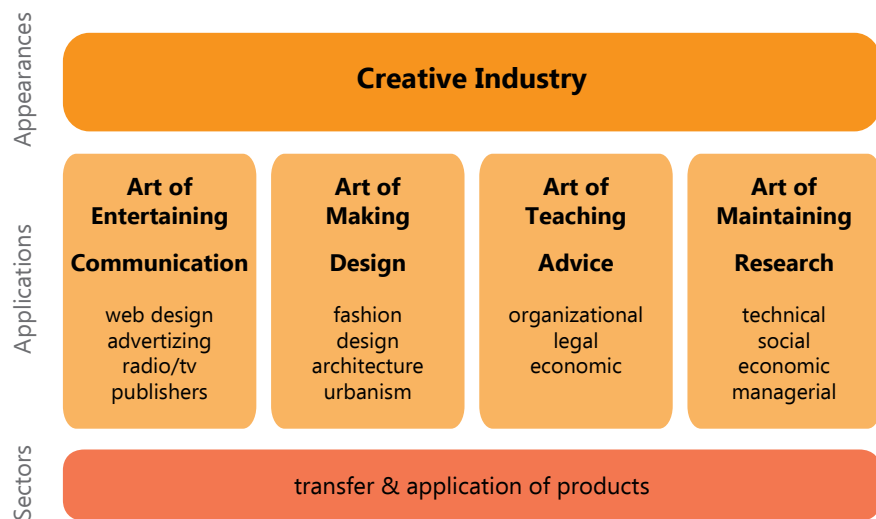 Appearances
Creative Industry
Applications
Art of
Entertaining
Communication
web design
advertizing
radio/tv
publishers
Art of
Making
Design
fashion
design
architecture
urbanism
Art of
Teaching
Advice
organizational
legal
economic
Art of
Maintaining
Research
technical
social
economic
managerial
Sectors
transfer & application of products